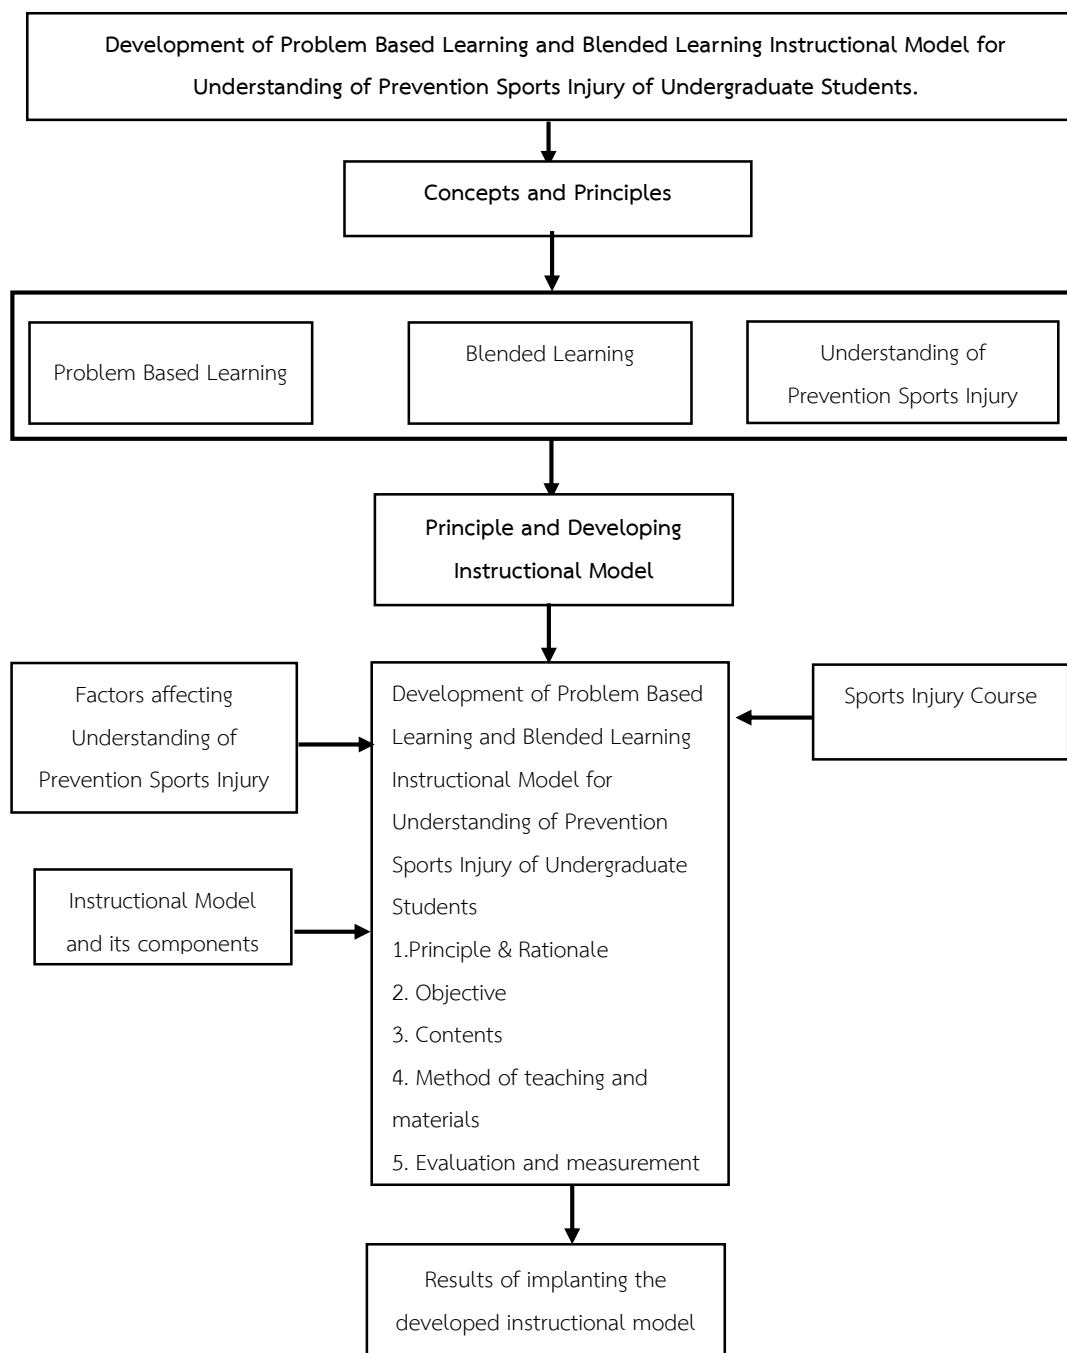 Development of Problem Based Learning and Blended Learning Instructional Model for
Understanding of Prevention Sports Injury of Undergraduate Students.
Concepts and Principles
Problem Based Learning
Blended Learning
Understanding of
Prevention Sports Injury
Principle and Developing
Instructional Model
Factors affecting
Understanding of
Prevention Sports Injury
Instructional Model
and its components
Development of Problem Based
Learning and Blended Learning
Instructional Model for
Understanding of Prevention
Sports Injury of Undergraduate
Students
1.Principle & Rationale
2. Objective
3. Contents
4. Method of teaching and
materials
5. Evaluation and measurement
Sports Injury Course
Results of implanting the
developed instructional model